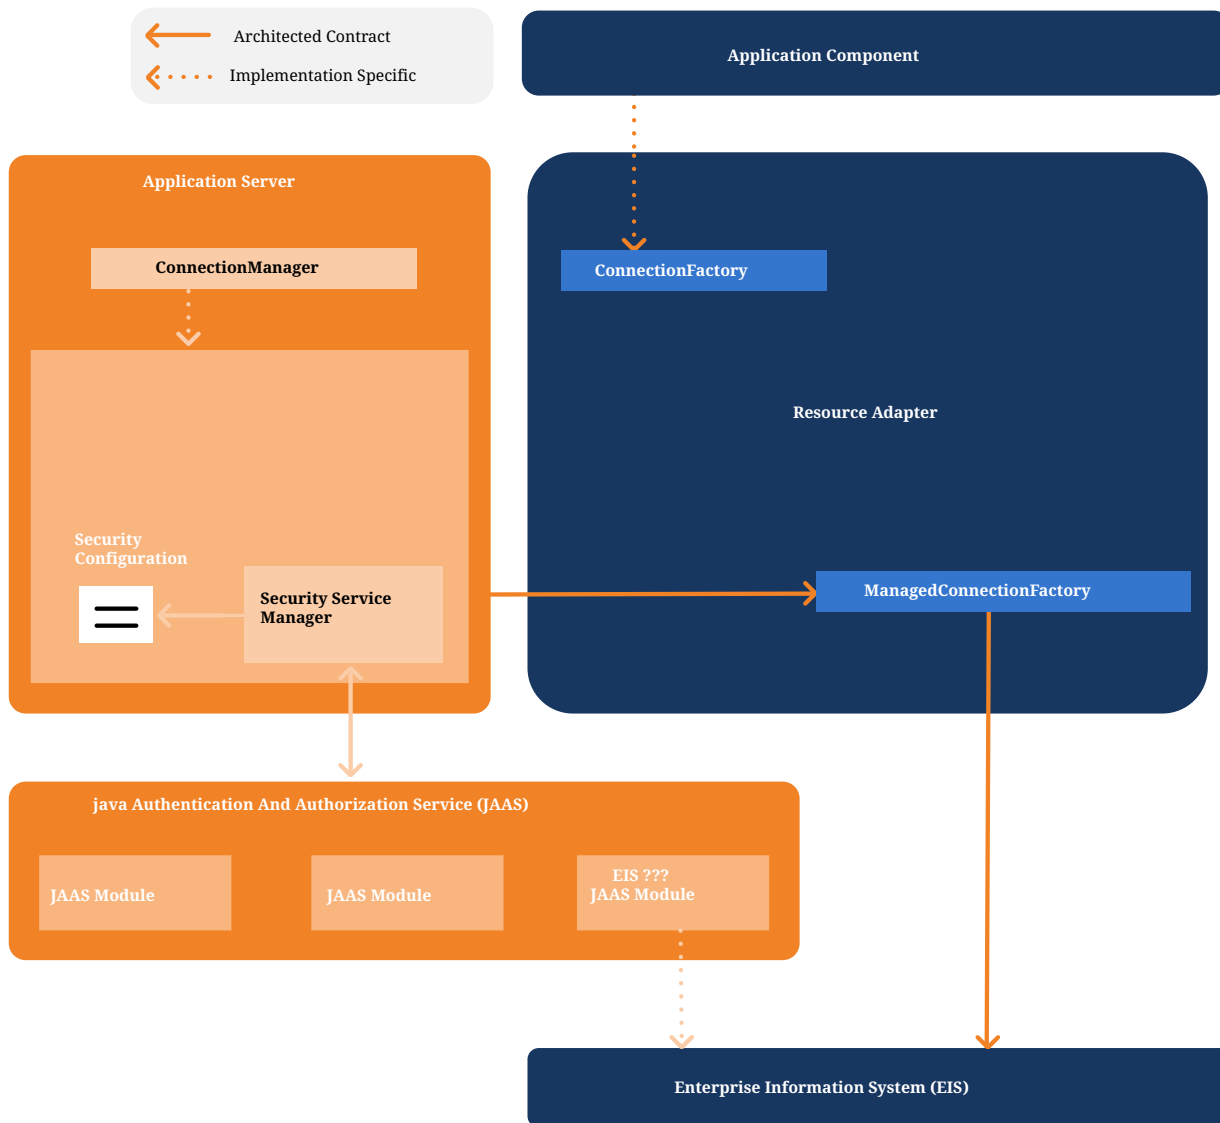 Architected Contract
Implementation Specific
Application Component
Application Server
ConnectionManager
ConnectionFactory
Resource Adapter
Security
Configuration
Security Service
Manager
ManagedConnectionFactory
java Authentication And Authorization Service (JAAS)
JAAS Module
JAAS Module
EIS ???
JAAS Module
Enterprise Information System (EIS)